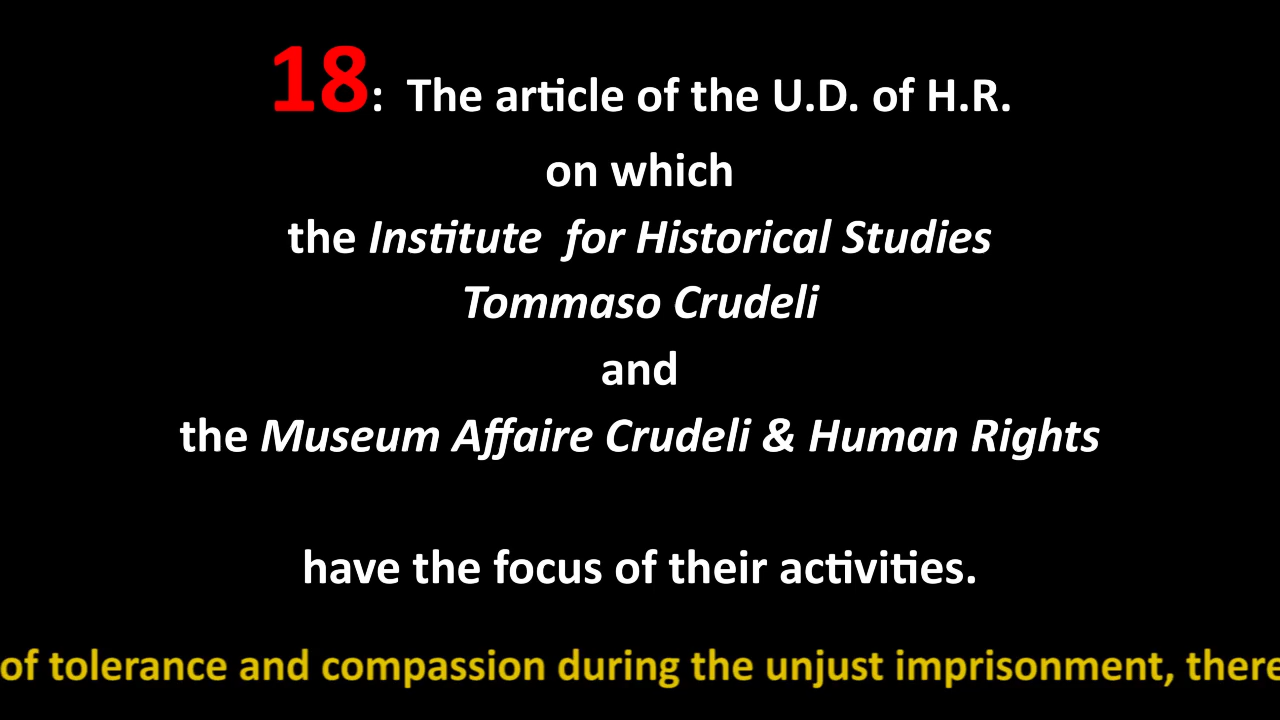 18: The article of the U.D. of H.R.
on which
the Institute for Historical Studies
Tommaso Crudeli
and
the Museum Affaire Crudeli & Human Rights
have the focus of their activities.
of tolerance and compassion during the unjust imprisonment, there